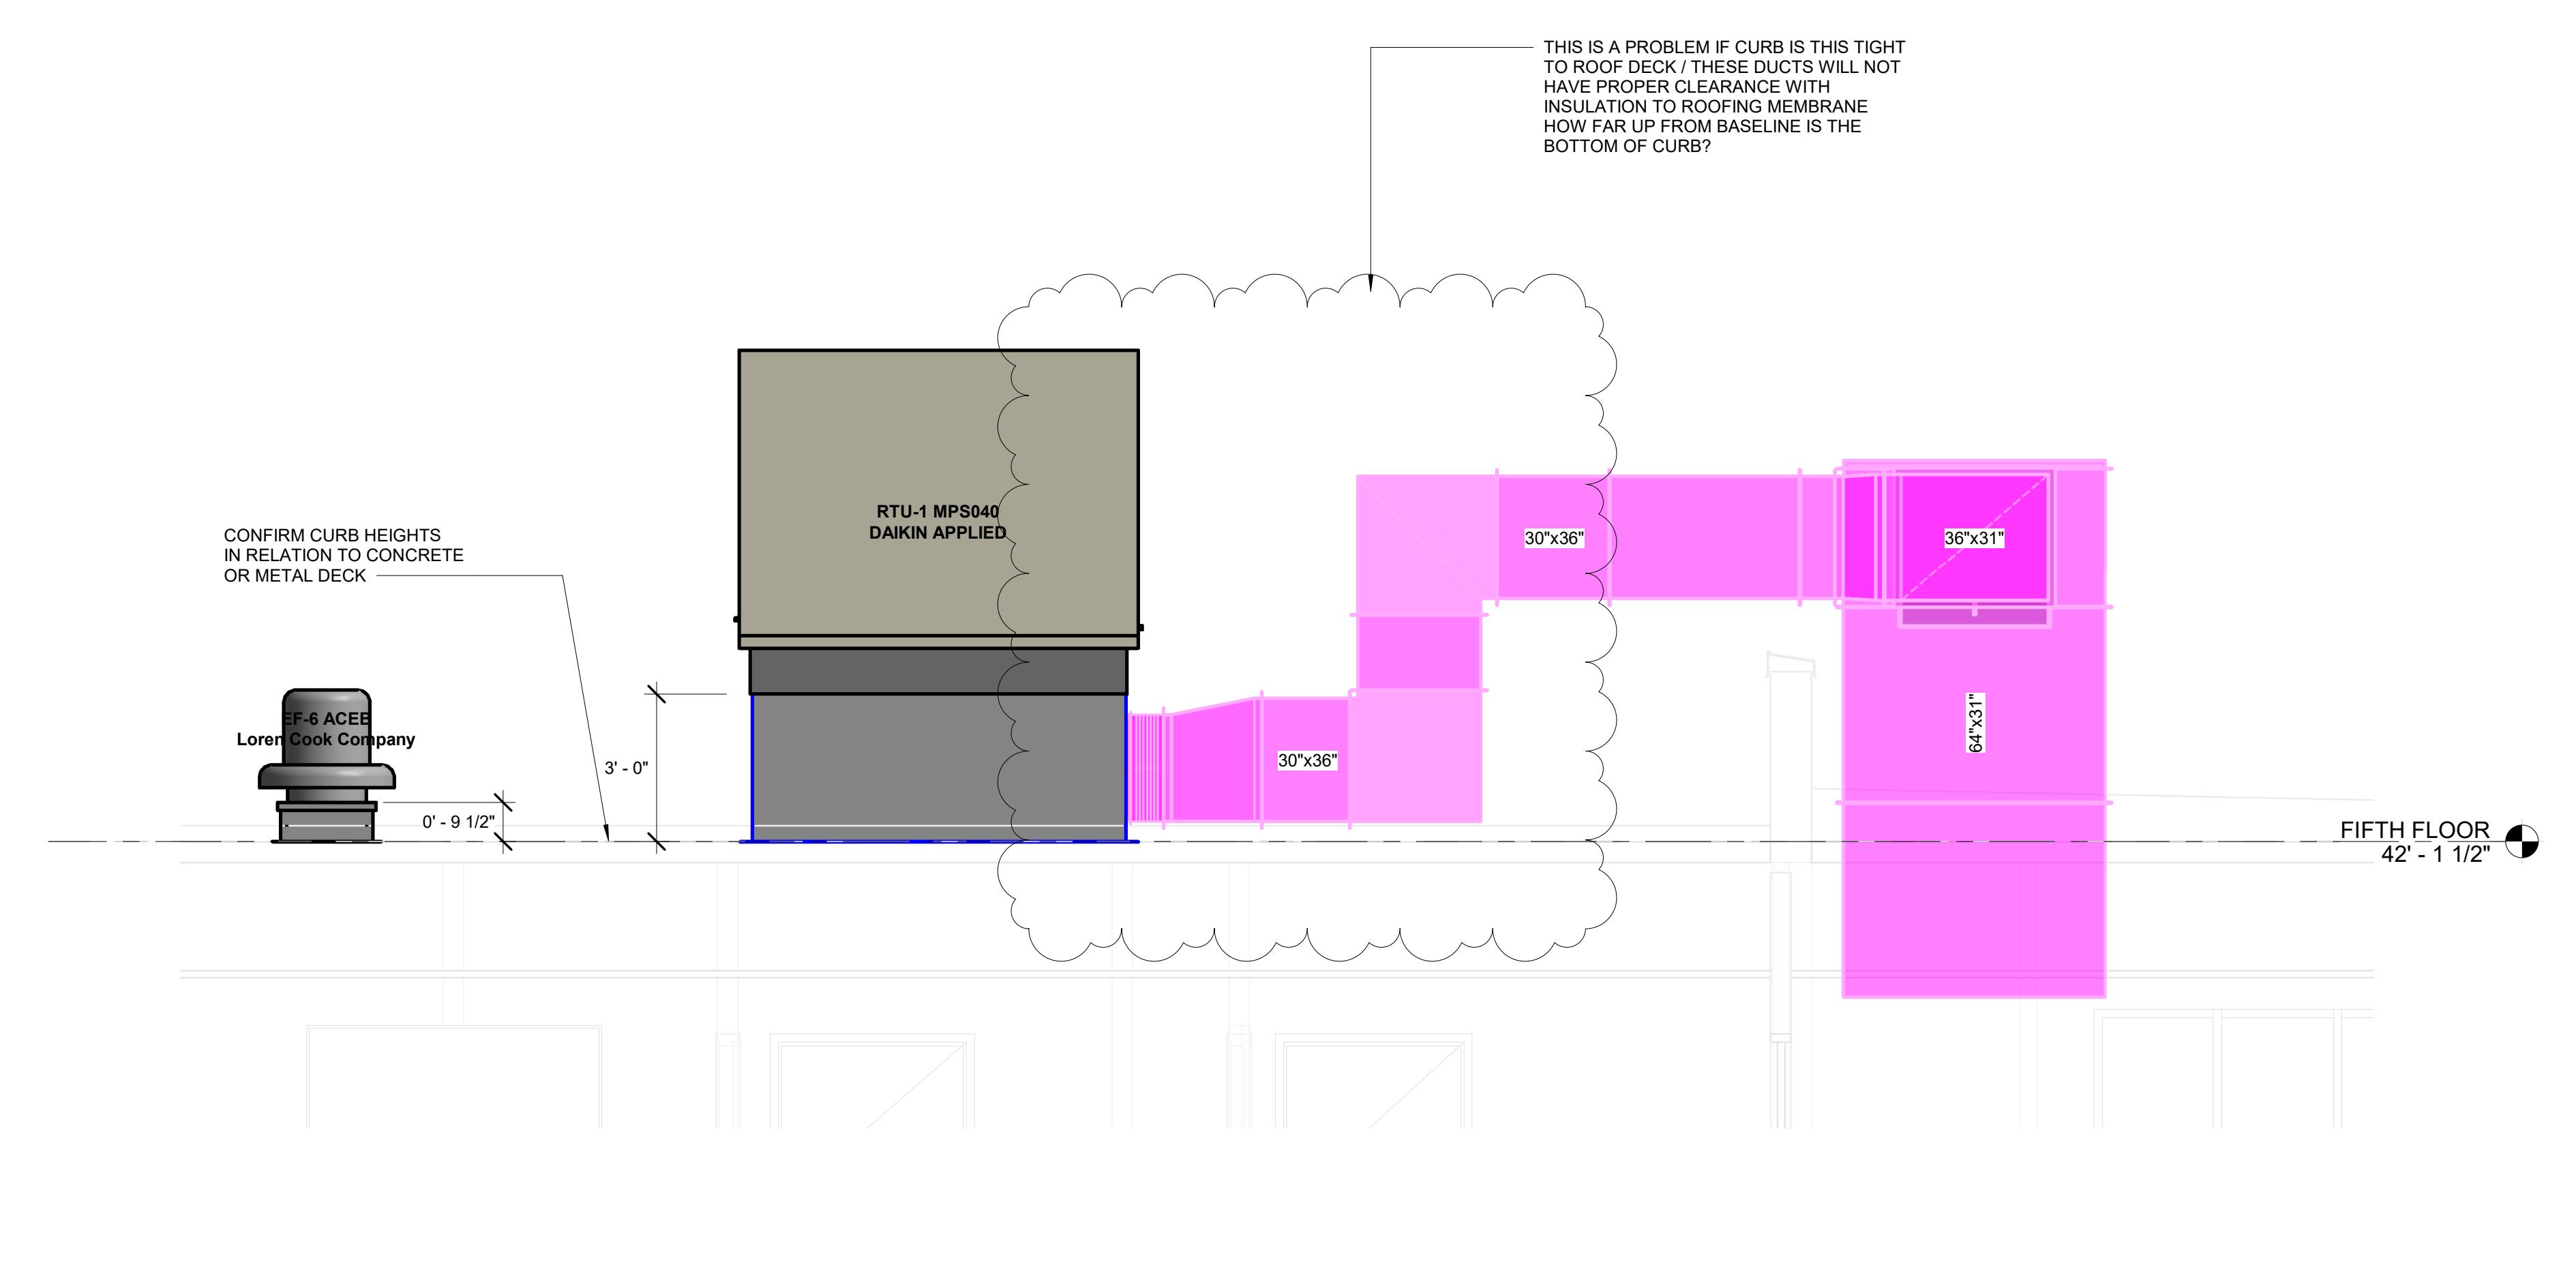 THIS IS A PROBLEM IF CURB IS THIS TIGHT
TO ROOF DECK / THESE DUCTS WILL NOT
HAVE PROPER CLEARANCE WITH
INSULATION TO ROOFING MEMBRANE
HOW FAR UP FROM BASELINE IS THE
BOTTOM OF CURB?
RTU-1 MPS040
DAIKIN APPLIED
CONFIRM CURB HEIGHTS
IN RELATION TO CONCRETE
OR METAL DECK
30"x36"
36"x31"
EF-6 ACEB
Loren Cook Company
64"x31"
3' - 0"
30"x36"
0' - 9 1/2"
FIFTH FLOOR
42' - 1 1/2"